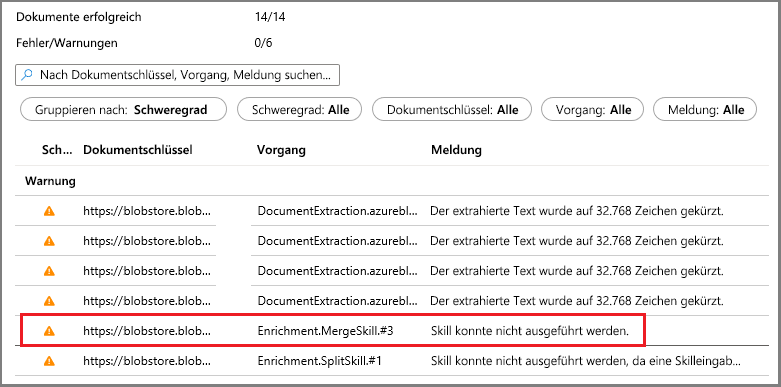 Dokumente erfolgreich 14/14
Fehler/Warnungen 0/6
Nach Dokumentschlüssel, Vorgang, Meldung suchen...
Gruppieren nach: Schweregrad Schweregrad: Alle Dokumentschlüssel: Alle Vorgang: Alle Meldung: Alle
Sch... Dokumentschlüssel Vorgang Meldung
Warnung
https://blobstore.blob... DocumentExtraction.azurebl... Der extrahierte Text wurde auf 32.768 Zeichen gekürzt.
https://blobstore.blob... DocumentExtraction.azurebl... Der extrahierte Text wurde auf 32.768 Zeichen gekürzt.
https://blobstore.blob... DocumentExtraction.azurebl... Der extrahierte Text wurde auf 32.768 Zeichen gekürzt.
https://blobstore.blob... DocumentExtraction.azurebl... Der extrahierte Text wurde auf 32.768 Zeichen gekürzt.
https://blobstore.blob... Enrichment.MergeSkill.#3 Skill konnte nicht ausgeführt werden.
https://blobstore.blob... Enrichment.SplitSkill.#1 Skill konnte nicht ausgeführt werden, da eine Skilleingab...